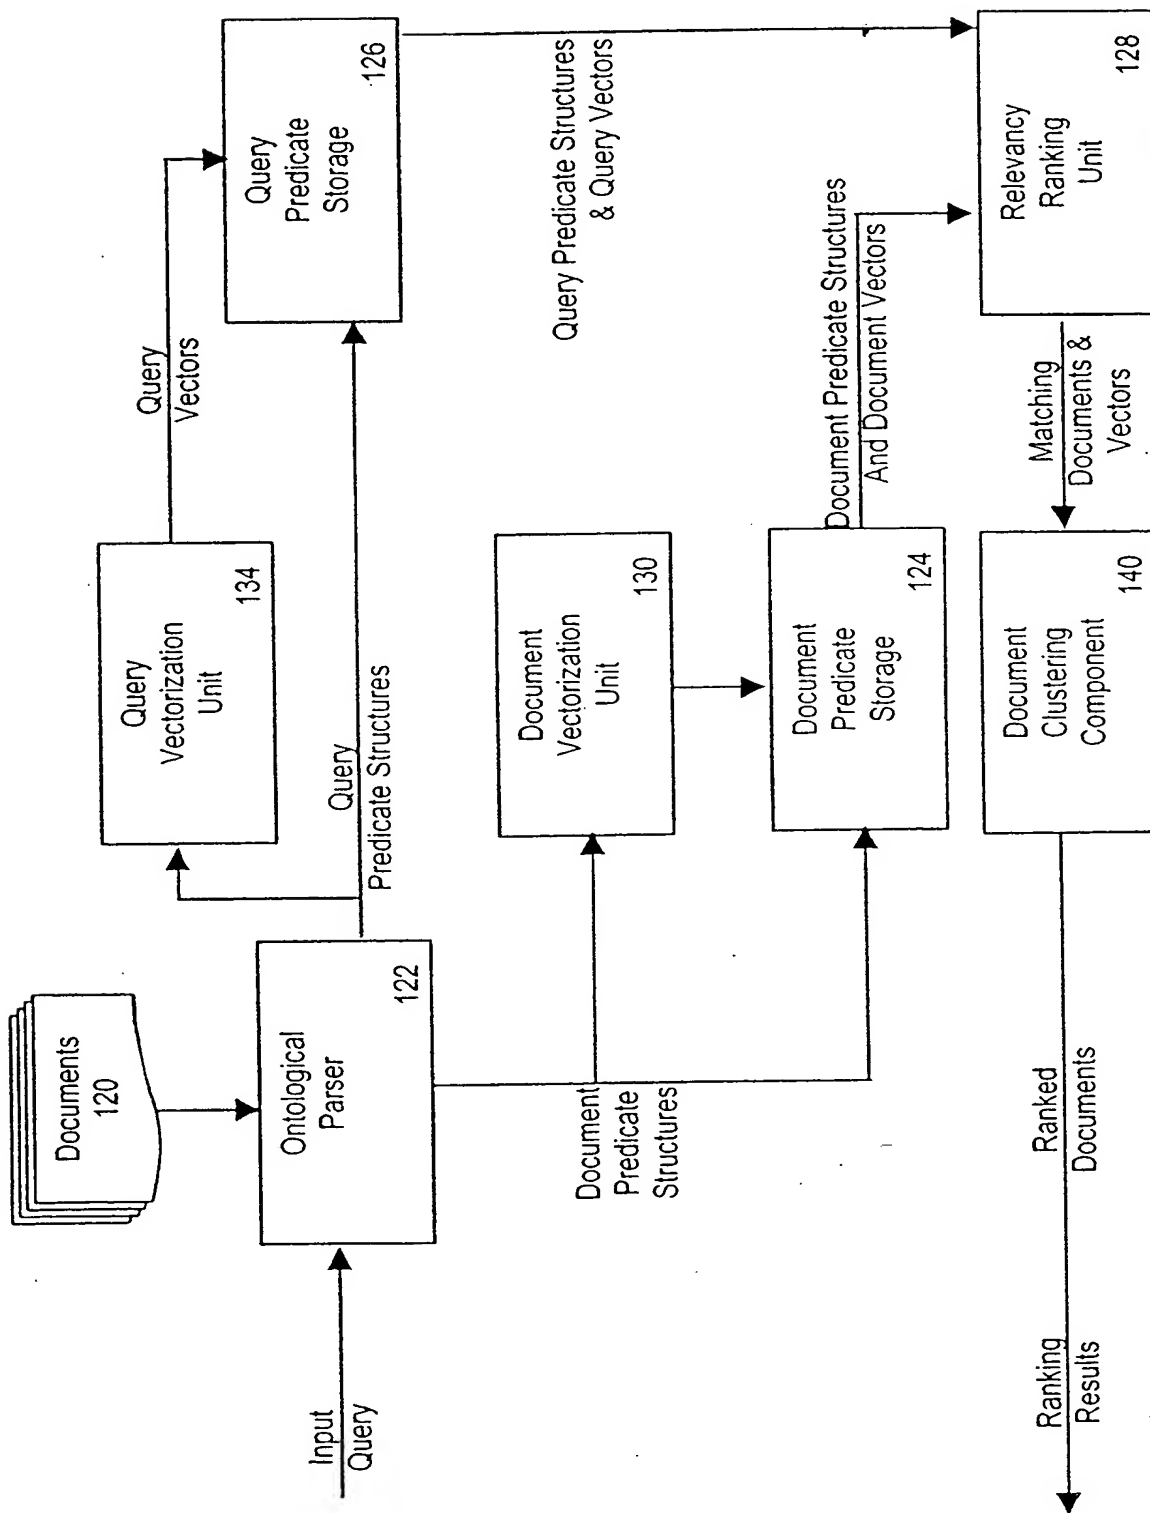 Documents
120
Input
Query
Ontological
Parser
122
Query
Vectorization
Unit
134
Query
Vectors
Query
Predicate Structures
Query
Predicate
Storage
126
Document
Predicate
Structures
Document
Vectorization
Unit
130
Document
Predicate
Storage
124
Query Predicate Structures
& Query Vectors
Document Predicate Structures
And Document Vectors
Relevancy
Ranking
Unit
128
Matching
Documents &
Vectors
Document
Clustering
Component
140
Ranked
Documents
Ranking
Results